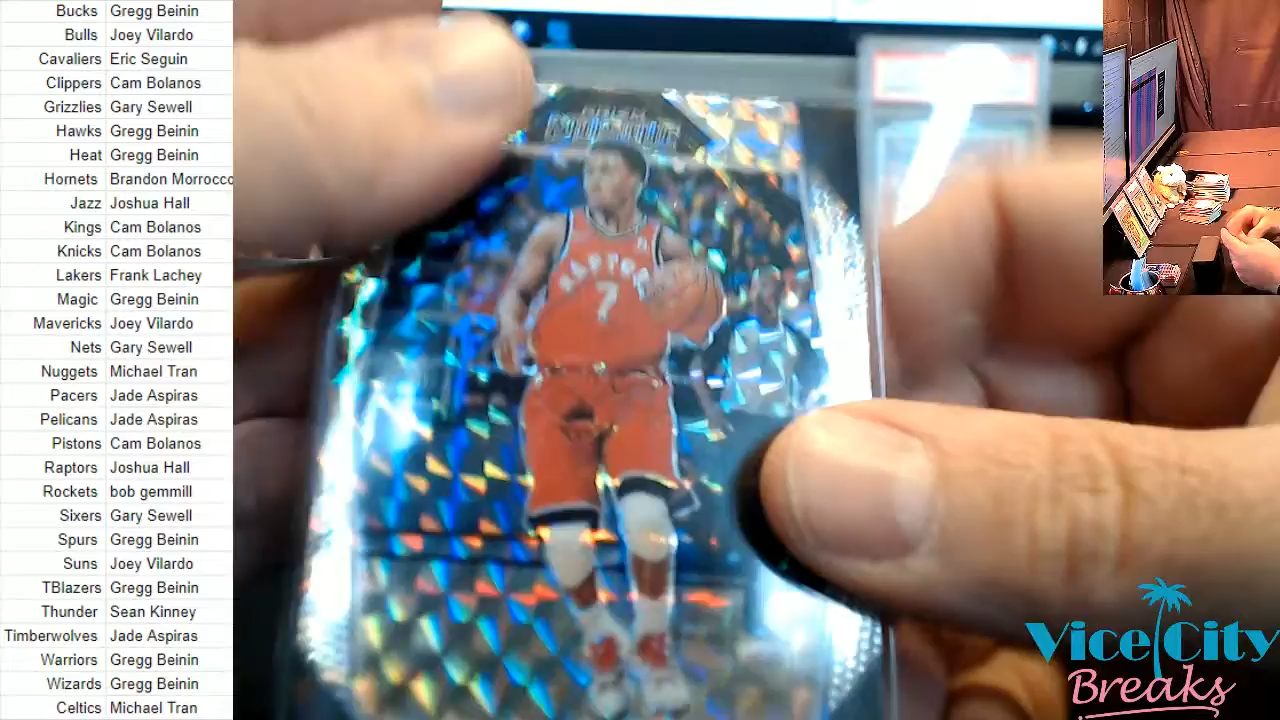 Bucks Gregg Beinin
Bulls Joey Vilardo
Cavaliers Eric Seguin
Clippers Cam Bolanos
Grizzlies Gary Sewell
Hawks Gregg Beinin
Heat Gregg Beinin
Hornets Brandon Morrocco
Jazz Joshua Hall
Kings Cam Bolanos
Knicks Cam Bolanos
Lakers Frank Lachey
Magic Gregg Beinin
Mavericks Joey Vilardo
Nets Gary Sewell
Nuggets Michael Tran
Pacers Jade Aspiras
Pelicans Jade Aspiras
Pistons Cam Bolanos
Raptors Joshua Hall
Rockets bob gemmill
Sixers Gary Sewell
Spurs Gregg Beinin
Suns Joey Vilardo
TBlazers Gregg Beinin
Thunder Sean Kinney
Timberwolves Jade Aspiras
Warriors Gregg Beinin
Wizards Gregg Beinin
Celtics Michael Tran
RAPTORS
7
Vice City
Breaks